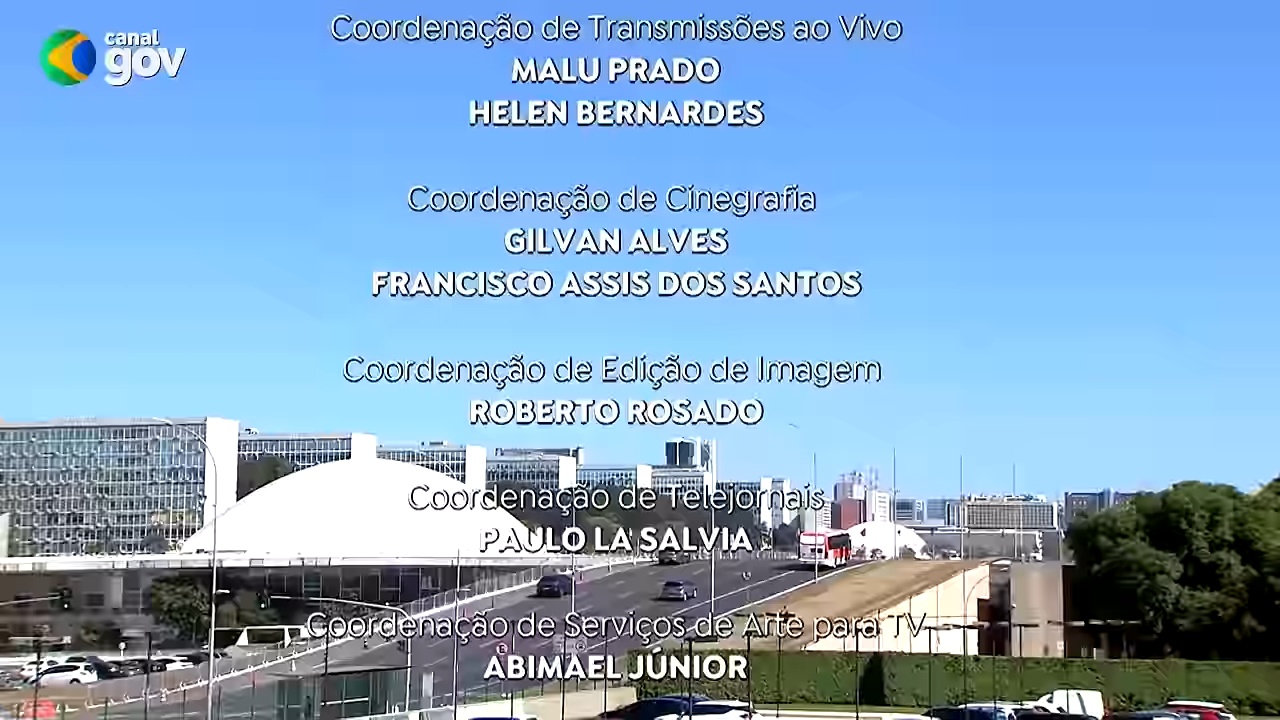 canal
gov
Coordenação de Transmissões ao Vivo
MALU PRADO
HELEN BERNARDES
Coordenação de Cinegrafia
GILVAN ALVES
FRANCISCO ASSIS DOS SANTOS
Coordenação de Edição de Imagem
ROBERTO ROSADO
Coordenação de Telejornais
PAULO LA SALVIA
Coordenação de Serviços de Arte para TV
ABIMAEL JÚNIOR